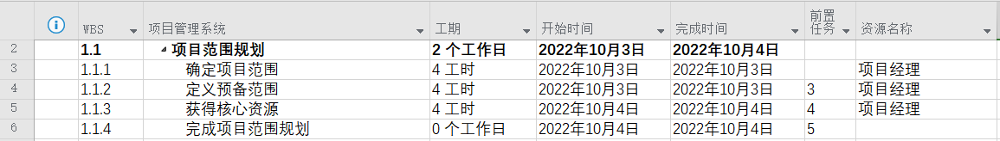 WBS 项目管理系统 工期 开始时间 完成时间 前置任务 资源名称
2 1.1 项目范围规划 2 个工作日 2022年10月3日 2022年10月4日
3 1.1.1 确定项目范围 4 工时 2022年10月3日 2022年10月3日 项目经理
4 1.1.2 定义预备范围 4 工时 2022年10月3日 2022年10月3日 3 项目经理
5 1.1.3 获得核心资源 4 工时 2022年10月4日 2022年10月4日 4 项目经理
6 1.1.4 完成项目范围规划 0 个工作日 2022年10月4日 2022年10月4日 5